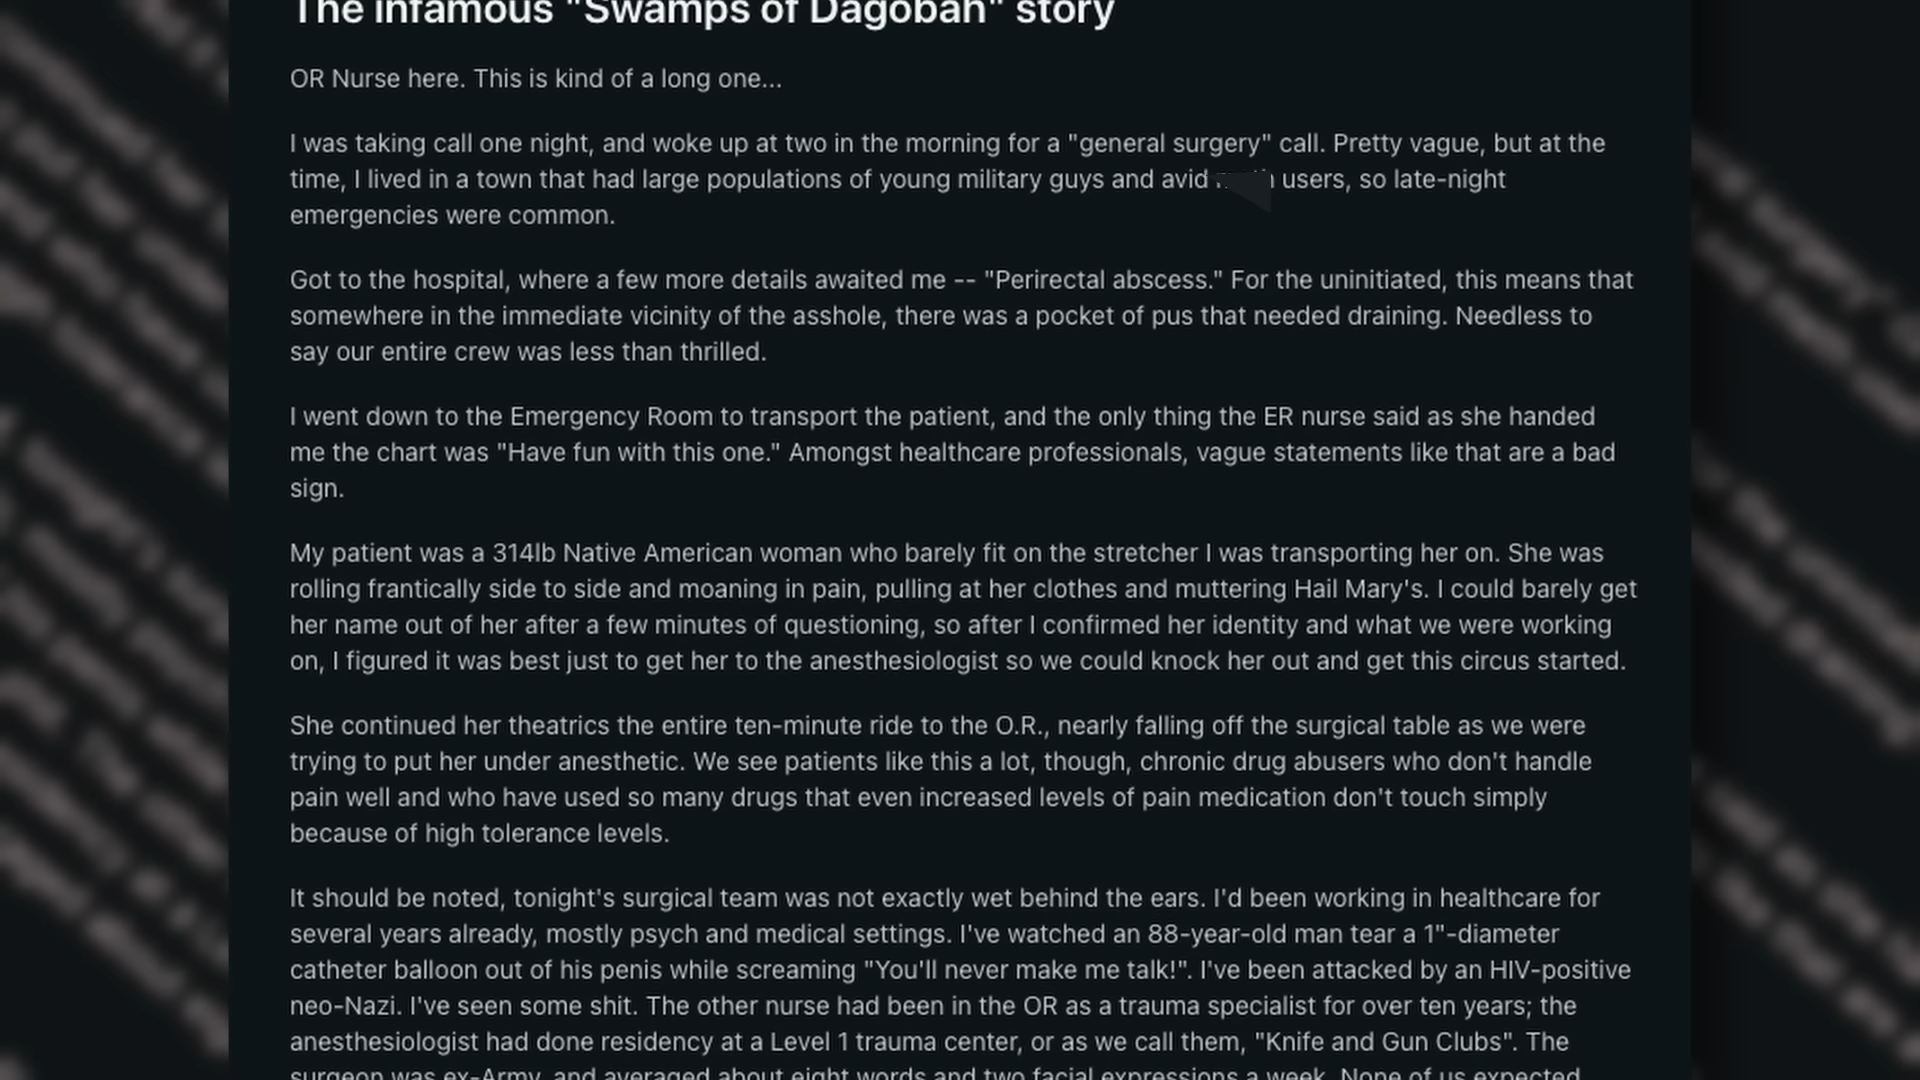 The infamous "Swamps of Dagobah" story
OR Nurse here. This is kind of a long one...
I was taking call one night, and woke up at two in the morning for a "general surgery" call. Pretty vague, but at the
time, I lived in a town that had large populations of young military guys and avid users, so late-night
emergencies were common.
Got to the hospital, where a few more details awaited me -- "Perirectal abscess." For the uninitiated, this means that
somewhere in the immediate vicinity of the asshole, there was a pocket of pus that needed draining. Needless to
say our entire crew was less than thrilled.
I went down to the Emergency Room to transport the patient, and the only thing the ER nurse said as she handed
me the chart was "Have fun with this one." Amongst healthcare professionals, vague statements like that are a bad
sign.
My patient was a 314lb Native American woman who barely fit on the stretcher I was transporting her on. She was
rolling frantically side to side and moaning in pain, pulling at her clothes and muttering Hail Mary's. I could barely get
her name out of her after a few minutes of questioning, so after I confirmed her identity and what we were working
on, I figured it was best just to get her to the anesthesiologist so we could knock her out and get this circus started.
She continued her theatrics the entire ten-minute ride to the O.R., nearly falling off the surgical table as we were
trying to put her under anesthetic. We see patients like this a lot, though, chronic drug abusers who don't handle
pain well and who have used so many drugs that even increased levels of pain medication don't touch simply
because of high tolerance levels.
It should be noted, tonight's surgical team was not exactly wet behind the ears. I'd been working in healthcare for
several years already, mostly psych and medical settings. I've watched an 88-year-old man tear a 1"-diameter
catheter balloon out of his penis while screaming "You'll never make me talk!". I've been attacked by an HIV-positive
neo-Nazi. I've seen some shit. The other nurse had been in the OR as a trauma specialist for over ten years; the
anesthesiologist had done residency at a Level 1 trauma center, or as we call them, "Knife and Gun Clubs". The
surgeon was ex-Army, and averaged about eight words and two facial expressions a week. None of us expected